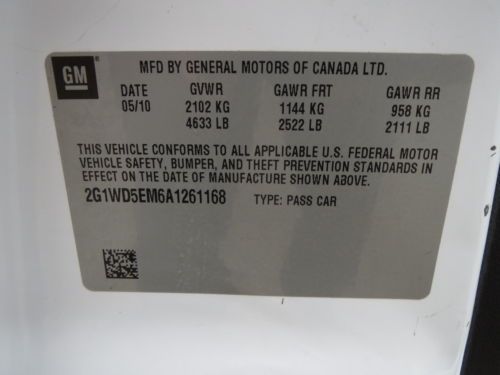 GM
MFD BY GENERAL MOTORS OF CANADA LTD.
DATE GVWR GAWR FRT GAWR RR
05/10 2102 KG 1144 KG 958 KG
4633 LB 2522 LB 2111 LB
THIS VEHICLE CONFORMS TO ALL APPLICABLE U.S. FEDERAL MOTOR
VEHICLE SAFETY, BUMPER, AND THEFT PREVENTION STANDARDS IN
EFFECT ON THE DATE OF MANUFACTURE SHOWN ABOVE.
2G1WD5EM6A1261168 TYPE: PASS CAR